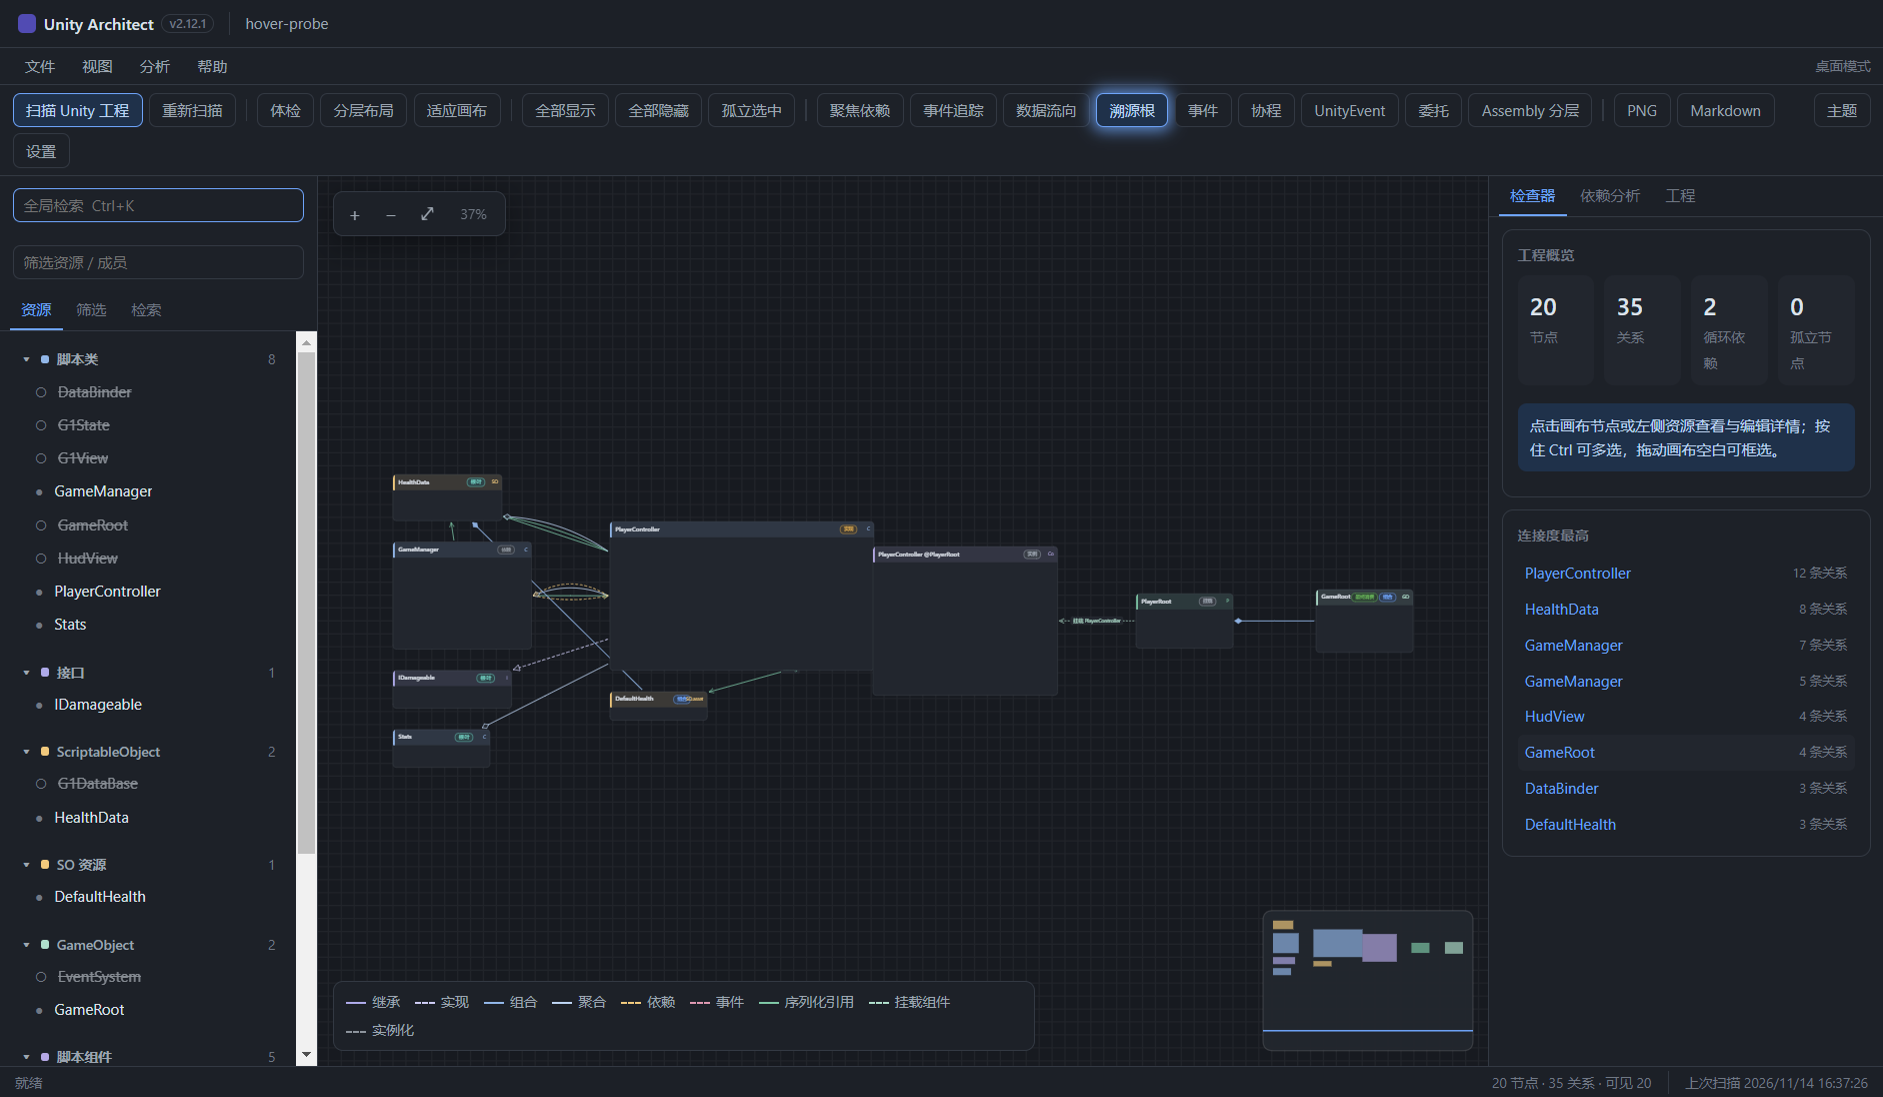 Unity Architect v2.12.1 hover-probe
文件 视图 分析 帮助 桌面模式
扫描 Unity 工程 重新扫描 体检 分层布局 适应画布 全部显示 全部隐藏 孤立选中 聚焦依赖 事件追踪 数据流向 溯源根 事件 协程 UnityEvent 委托 Assembly 分层 PNG Markdown 主题
设置
全局检索 Ctrl+K
筛选资源 / 成员
资源 筛选 检索
脚本类 8
DataBinder
G1State
G1View
GameManager
GameRoot
HudView
PlayerController
Stats
接口 1
IDamageable
ScriptableObject 2
G1DataBase
HealthData
SO 资源 1
DefaultHealth
GameObject 2
EventSystem
GameRoot
脚本组件 5
+ − 37%
HealthData
GameManager
PlayerController
PlayerController @PlayerRoot
挂载 PlayerController
PlayerRoot
GameRoot
IDamageable
DefaultHealth
Stats
继承 实现 组合 聚合 依赖 事件 序列化引用 挂载组件
实例化
检查器 依赖分析 工程
工程概览
20 35 2 0
节点 关系 循环依赖 孤立节点
点击画布节点或左侧资源查看与编辑详情；按
住 Ctrl 可多选，拖动画布空白可框选。
连接度最高
PlayerController 12 条关系
HealthData 8 条关系
GameManager 7 条关系
GameManager 5 条关系
HudView 4 条关系
GameRoot 4 条关系
DataBinder 3 条关系
DefaultHealth 3 条关系
就绪 20 节点 · 35 关系 · 可见 20 上次扫描 2026/11/14 16:37:26